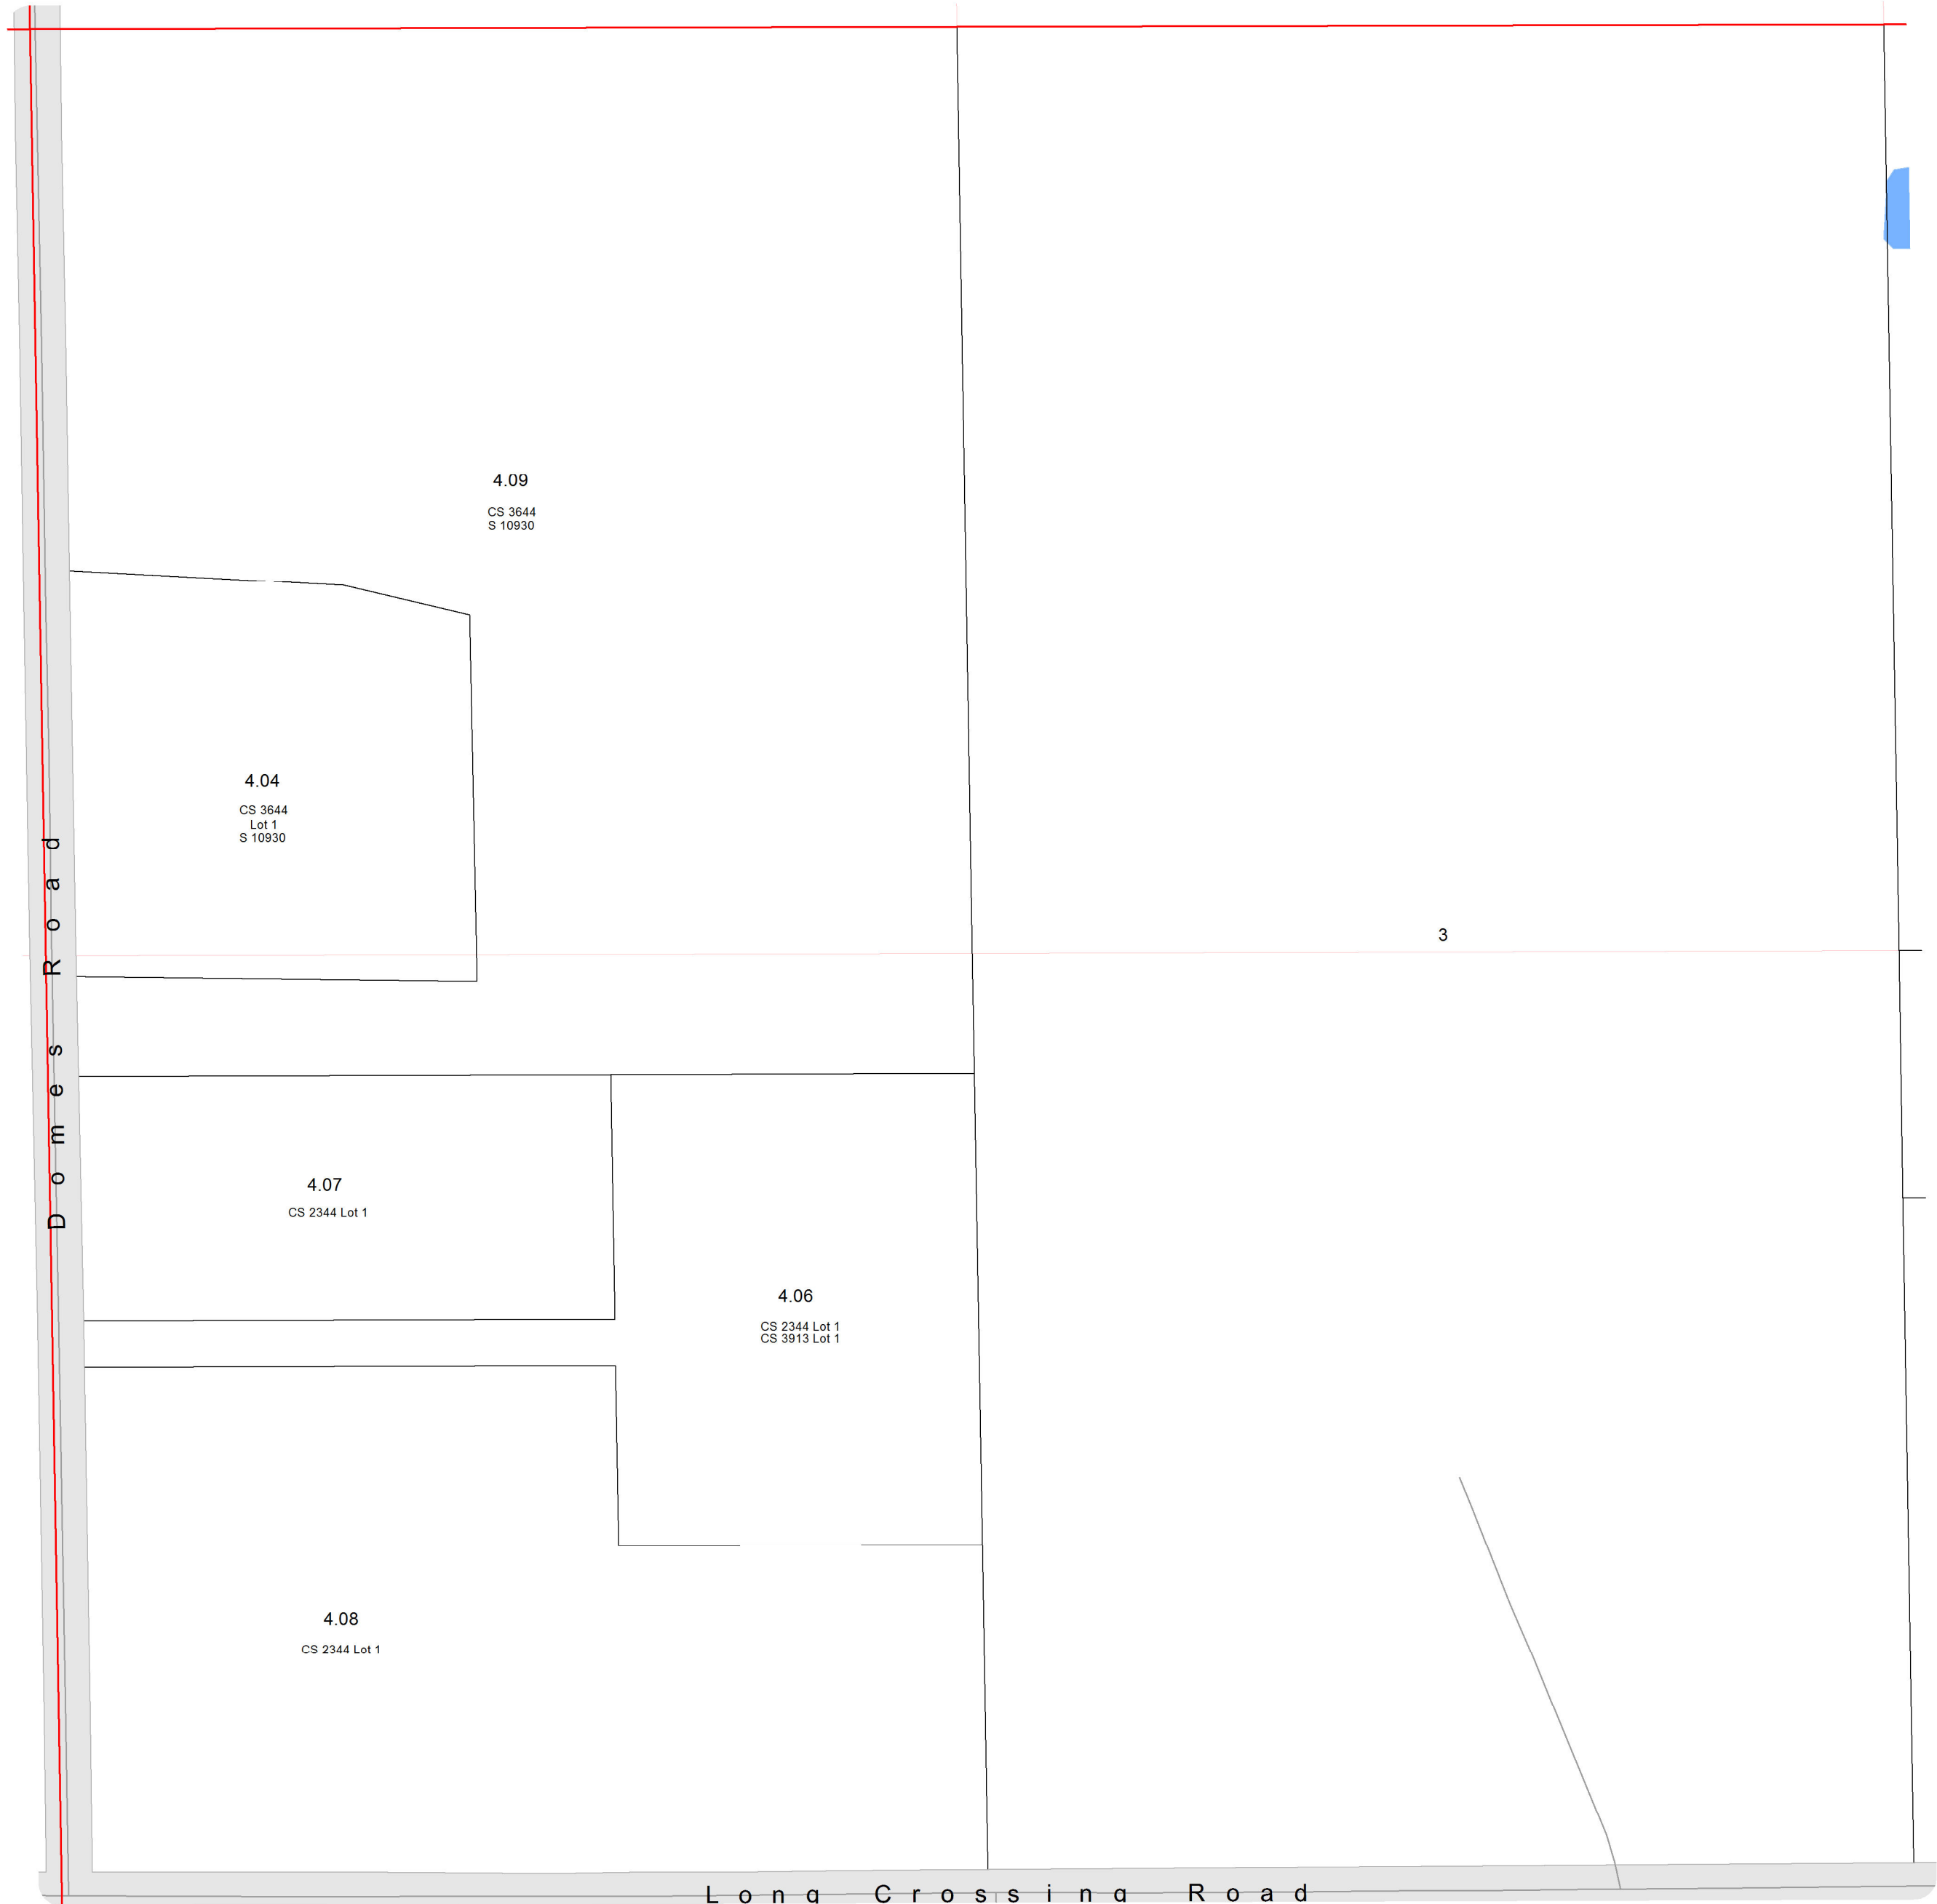 4.09
CS 3644
S 10930
4.04
CS 3644
Lot 1
S 10930
Domes Road
3
4.07
CS 2344 Lot 1
4.06
CS 2344 Lot 1
CS 3913 Lot 1
4.08
CS 2344 Lot 1
Long Crossing Road